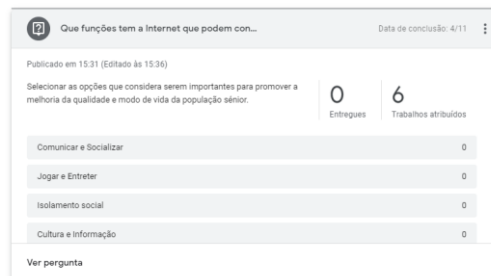 Que funções tem a Internet que podem con...
Data de conclusão: 4/11
Publicado em 15:31 (Editado às 15:36)
Selecionar as opções que considera serem importantes para promover a
melhoria da qualidade e modo de vida da população sénior.
0
Entregues
6
Trabalhos atribuídos
Comunicar e Socializar 0
Jogar e Entreter 0
Isolamento social 0
Cultura e Informação 0
Ver pergunta